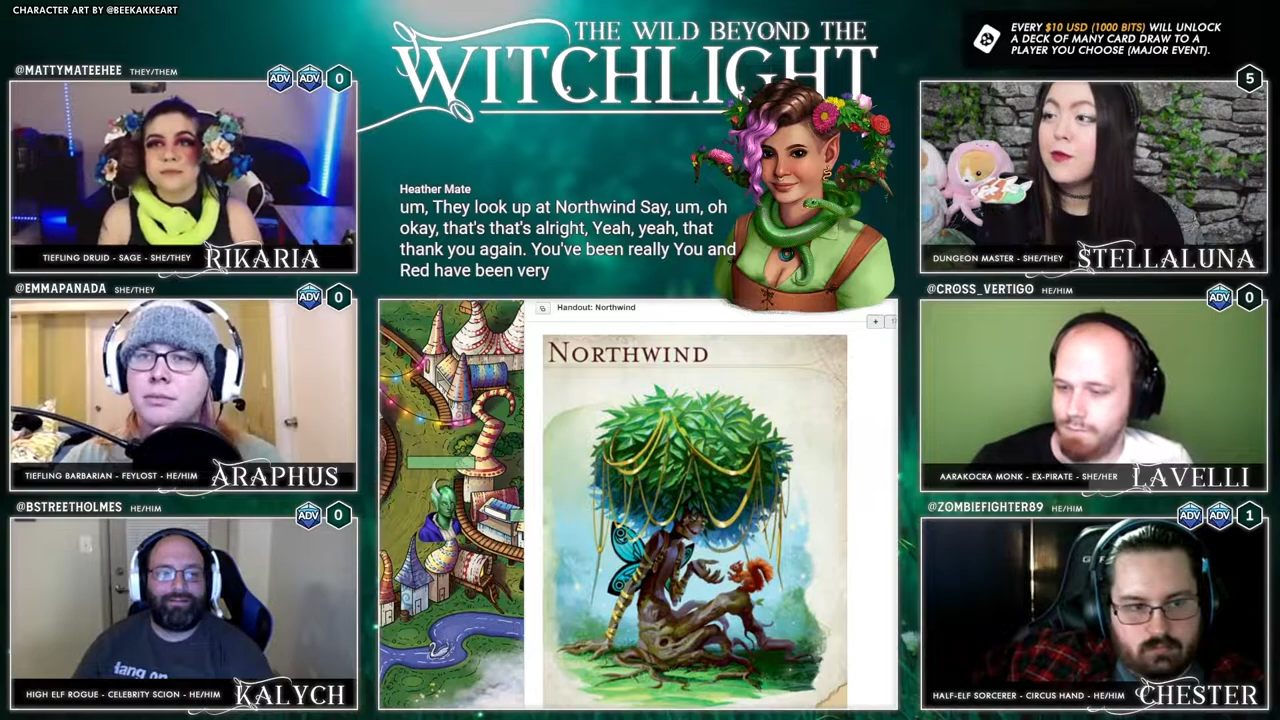 CHARACTER ART BY @BEEKAKKEART
THE WILD BEYOND THE
WITCHLIGHT
EVERY $10 USD (1000 BITS) WILL UNLOCK
A DECK OF MANY CARD DRAW TO A
PLAYER YOU CHOOSE (MAJOR EVENT).
@MATTYMATEEHEE THEY/THEM
ADV ADV 0
TIEFLING DRUID - SAGE - SHE/THEY RIKARIA
5
DUNGEON MASTER - SHE/THEY STELLALUNA
Heather Mate
um, They look up at Northwind Say, um, oh
okay, that's that's alright, Yeah, yeah, that
thank you again. You've been really You and
Red have been very
@EMMAPANADA SHE/THEY
ADV 0
TIEFLING BARBARIAN - FEYLOST - HE/HIM ARAPHUS
Handout: Northwind
NORTHWIND
@CROSS_VERTIGO HE/HIM
ADV 0
AARAKOCRA MONK - EX-PIRATE - SHE/HER LAVELLI
@BSTREETHOLMES HE/HIM
ADV 0
hang on
HIGH ELF ROGUE - CELEBRITY SCION - HE/HIM KALYCH
@ZOMBIEFIGHTER89 HE/HIM
ADV ADV 1
HALF-ELF SORCERER - CIRCUS HAND - HE/HIM CHESTER